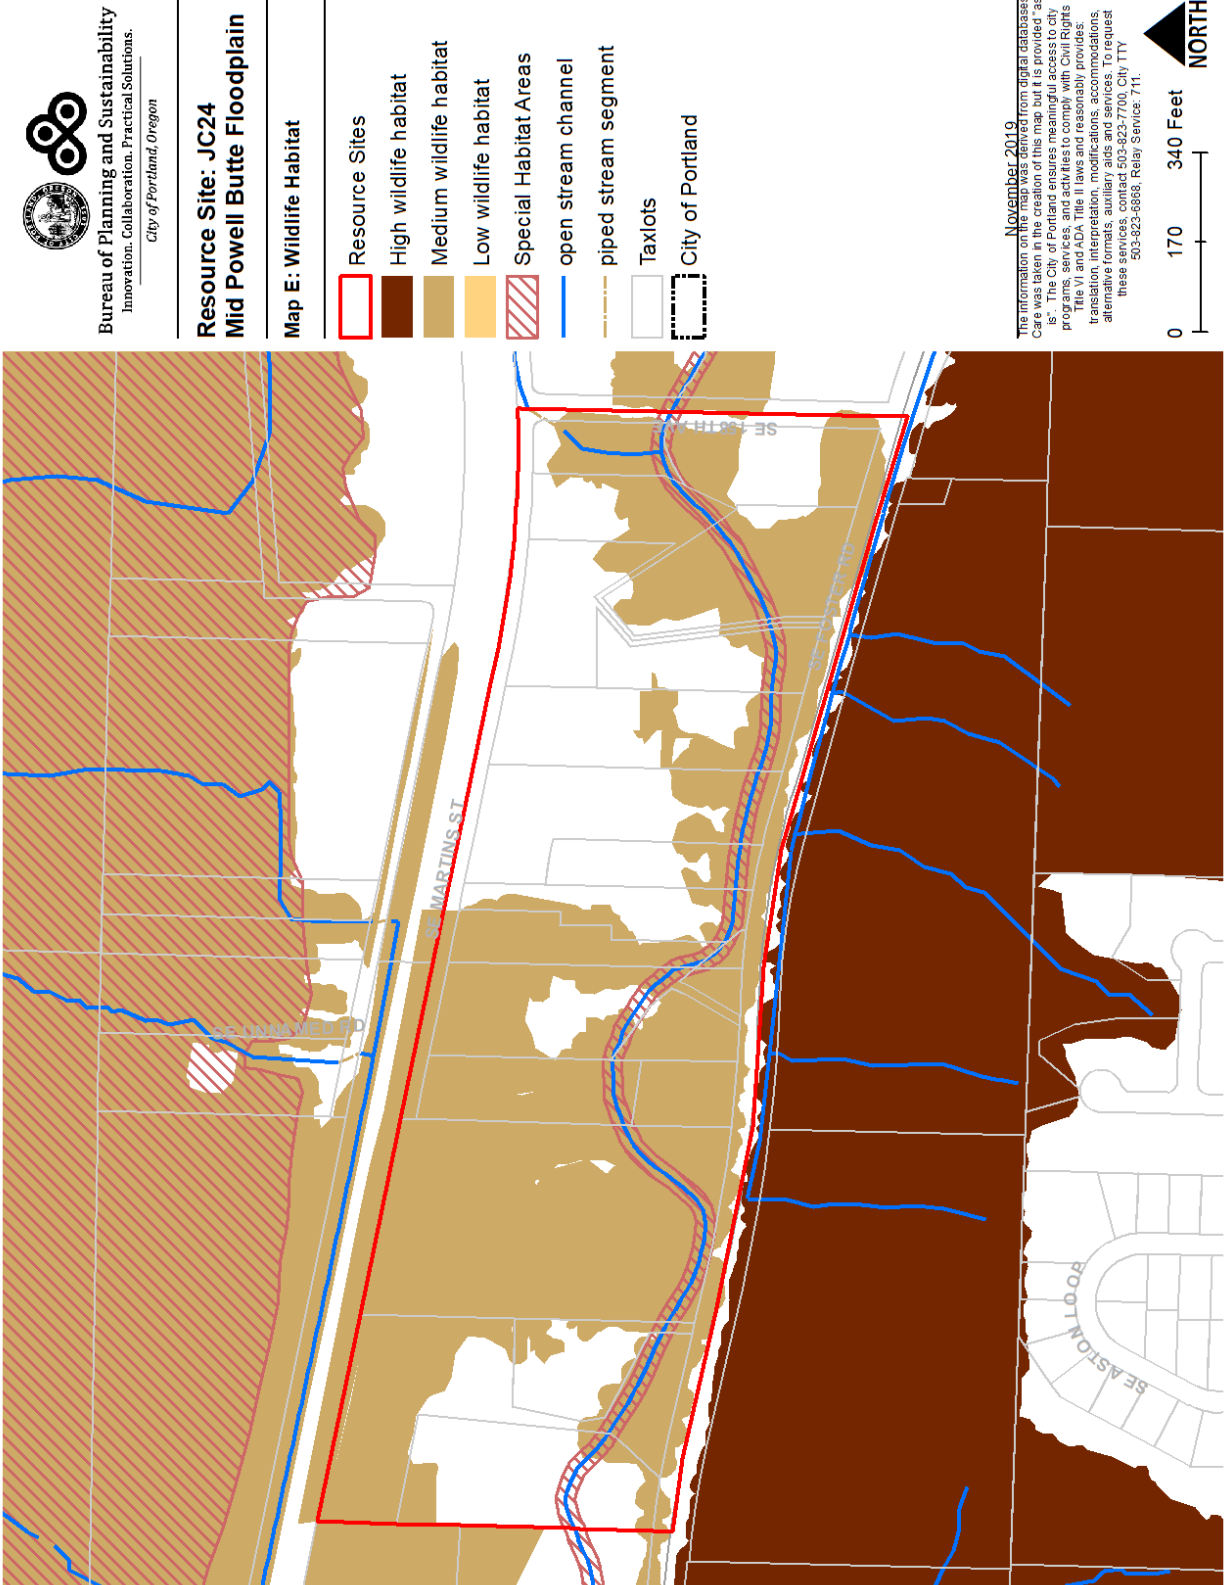 Bureau of Planning and Sustainability
Innovation. Collaboration. Practical Solutions.
City of Portland, Oregon
Resource Site: JC24
Mid Powell Butte Floodplain
Map E: Wildlife Habitat
Resource Sites
High wildlife habitat
Medium wildlife habitat
Low wildlife habitat
Special Habitat Areas
open stream channel
piped stream segment
Taxlots
City of Portland
November 2019
The information on the map was derived from digital databases
Care was taken in the creation of this map but it is provided "as
is". The City of Portland ensures meaningful access to city
programs, services, and activities to comply with Civil Rights
Title VI and ADA Title II laws and reasonably provides:
translation, interpretation, modifications, accommodations,
alternative formats, auxiliary aids and services. To request
these services, contact 503-823-7700, City TTY
503-823-6868, Relay Service: 711.
0 170 340 Feet
NORTH
SE UNNAMED RD
SE MARTINS ST
SE FOSTER RD
SE EASTON LOOP